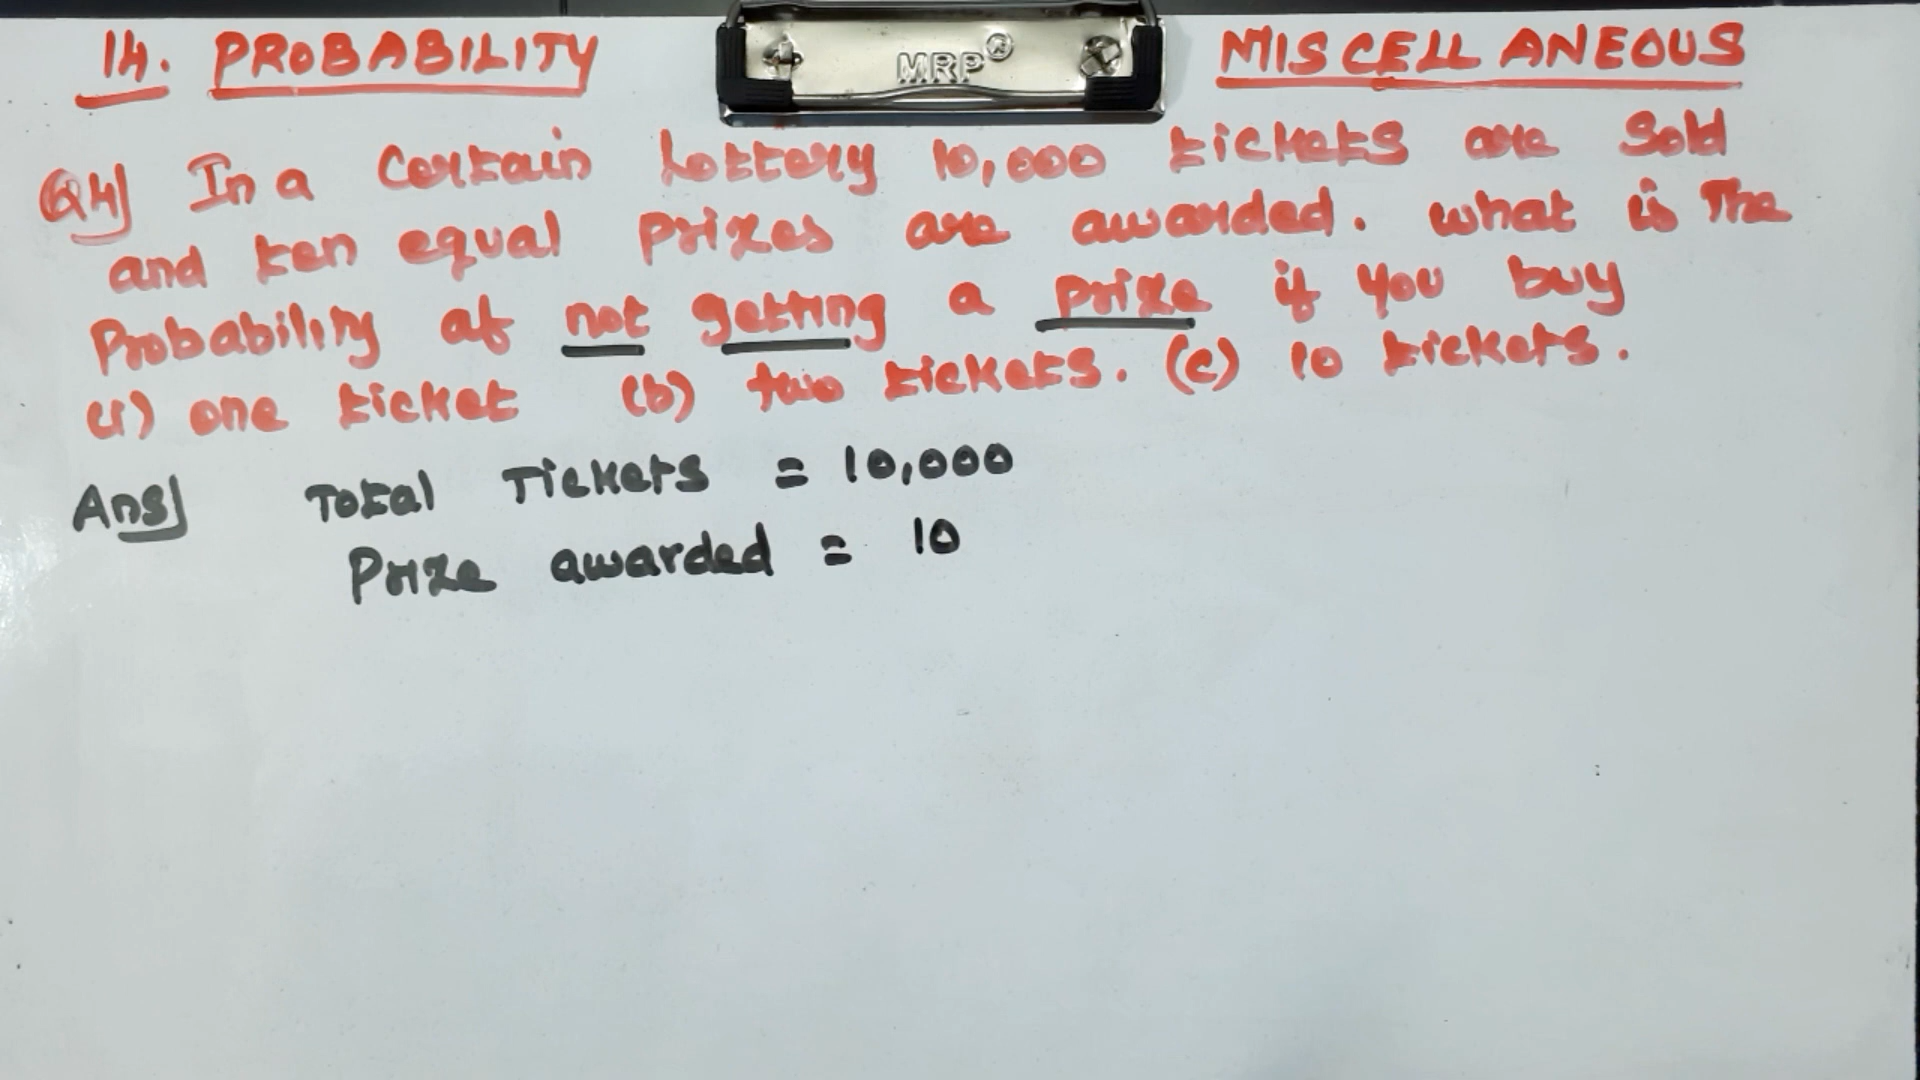 14. PROBABILITY
MRP®
MISCELLANEOUS
Q4] In a Certain Lottery 10,000 tickets are Sold
and ten equal prizes are awarded. what is The
Probability of not getting a prize if you buy
(1) one ticket (b) two tickets. (c) 10 tickets.
Ans] Total Tickets = 10,000
Prize awarded = 10